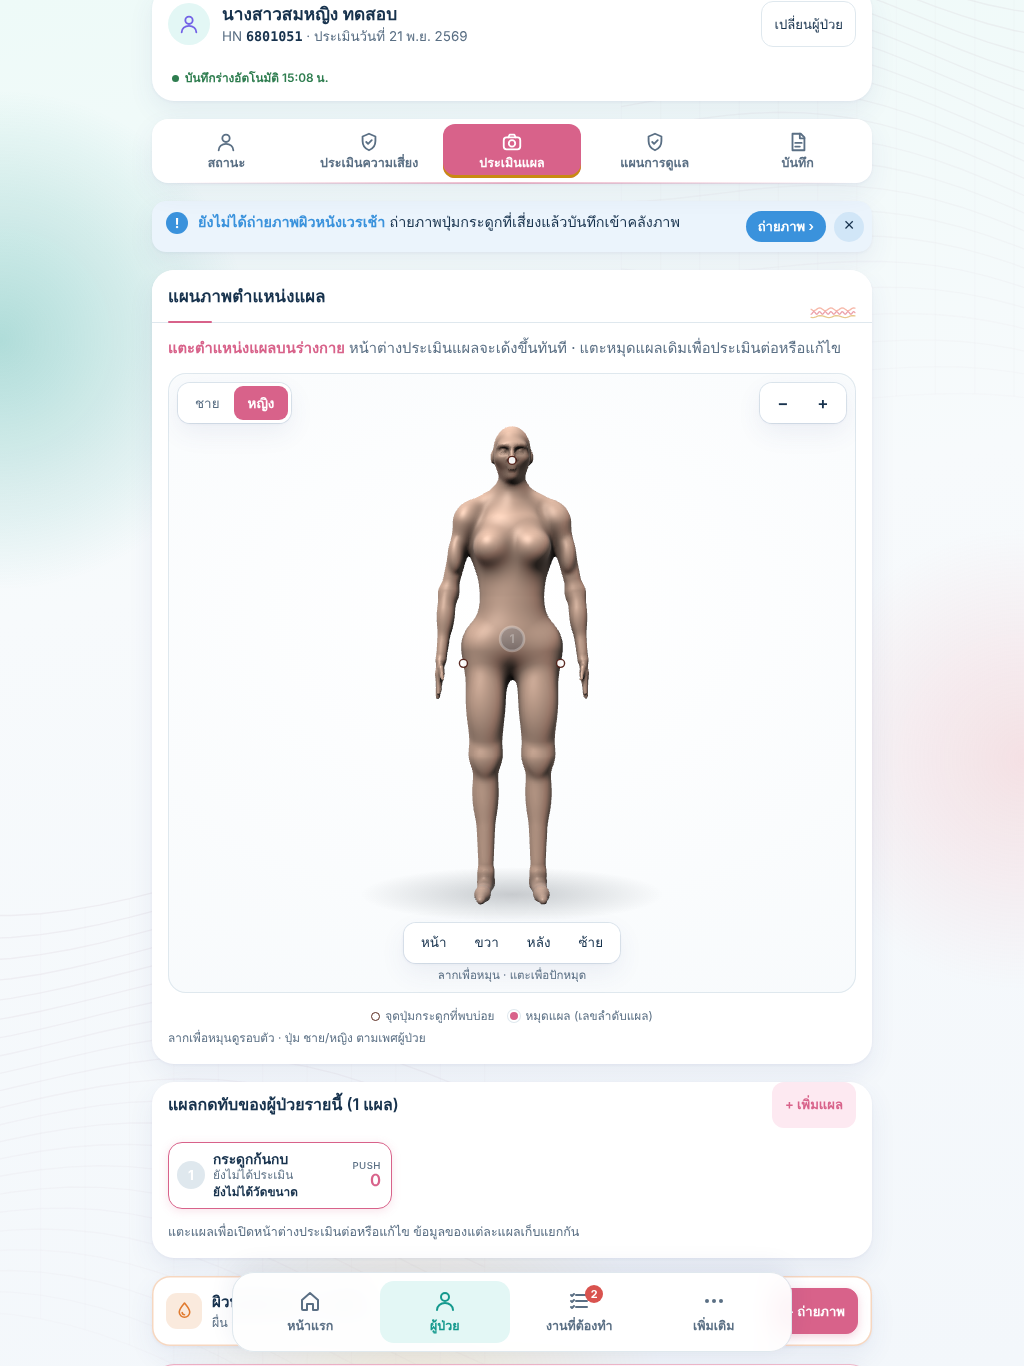 นางสาวสมหญิง ทดสอบ
HN 6801051 · ประเมินวันที่ 21 พ.ย. 2569
เปลี่ยนผู้ป่วย
บันทึกร่างอัตโนมัติ 15:08 น.
สถานะ
ประเมินความเสี่ยง
ประเมินแผล
แผนการดูแล
บันทึก
! ยังไม่ได้ถ่ายภาพผิวหนังเวรเช้า ถ่ายภาพปุ่มกระดูกที่เสี่ยงแล้วบันทึกเข้าคลังภาพ
ถ่ายภาพ ›
✕
แผนภาพตำแหน่งแผล
แตะตำแหน่งแผลบนร่างกาย หน้าต่างประเมินแผลจะเด้งขึ้นทันที · แตะหมุดแผลเดิมเพื่อประเมินต่อหรือแก้ไข
ชาย
หญิง
−
+
1
หน้า
ขวา
หลัง
ซ้าย
ลากเพื่อหมุน · แตะเพื่อปักหมุด
จุดปุ่มกระดูกที่พบบ่อย
หมุดแผล (เลขลำดับแผล)
ลากเพื่อหมุนดูรอบตัว · ปุ่ม ชาย/หญิง ตามเพศผู้ป่วย
แผลกดทับของผู้ป่วยรายนี้ (1 แผล)
+ เพิ่มแผล
1
กระดูกก้นกบ
ยังไม่ได้ประเมิน
ยังไม่ได้วัดขนาด
PUSH
0
แตะแผลเพื่อเปิดหน้าต่างประเมินต่อหรือแก้ไข ข้อมูลของแต่ละแผลเก็บแยกกัน
ผื่น
ถ่ายภาพ
หน้าแรก
ผู้ป่วย
2
งานที่ต้องทำ
เพิ่มเติม